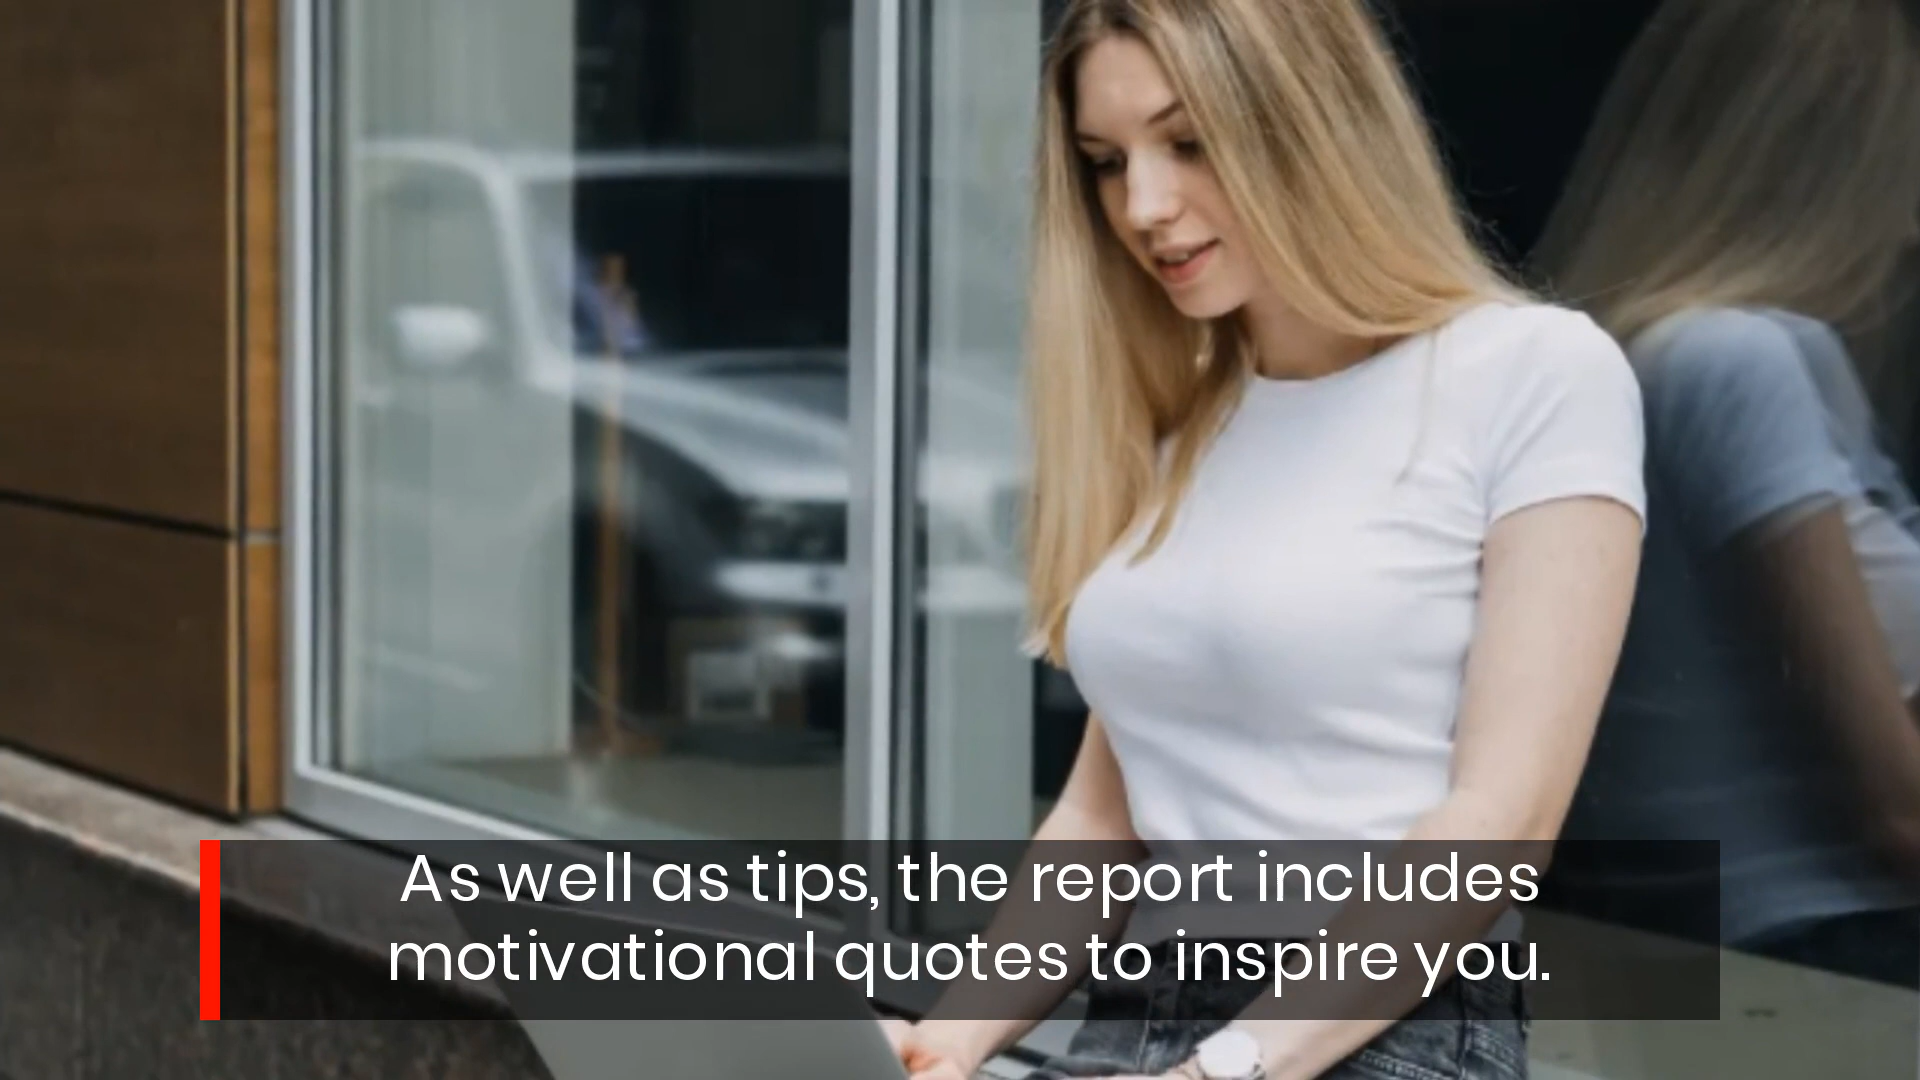 As well as tips, the report includes
motivational quotes to inspire you.